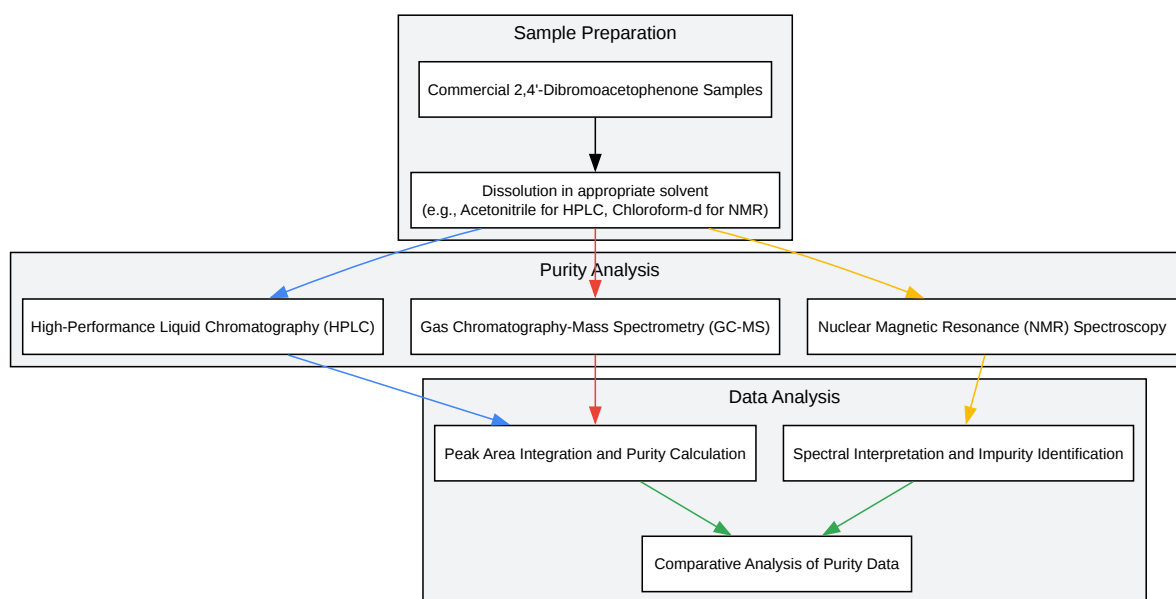 Sample Preparation
Commercial 2,4'-Dibromoacetophenone Samples
Dissolution in appropriate solvent
(e.g., Acetonitrile for HPLC, Chloroform-d for NMR)
Purity Analysis
High-Performance Liquid Chromatography (HPLC)
Gas Chromatography-Mass Spectrometry (GC-MS)
Nuclear Magnetic Resonance (NMR) Spectroscopy
Data Analysis
Peak Area Integration and Purity Calculation
Spectral Interpretation and Impurity Identification
Comparative Analysis of Purity Data